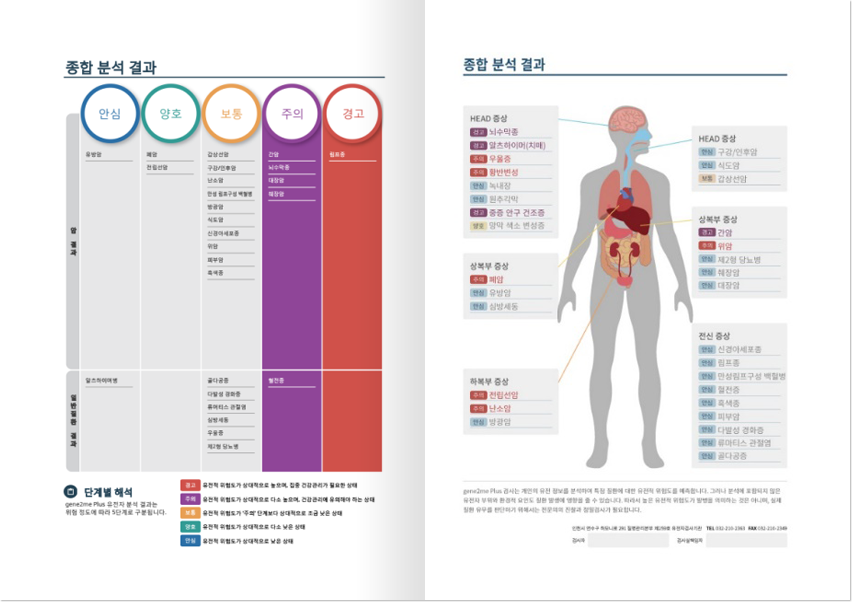 종합 분석 결과
안심
양호
보통
주의
경고
암 결과
유방암
폐암
전립선암
갑상선암
구강/인후암
난소암
만성 림프구성 백혈병
방광암
식도암
신경아세포종
위암
피부암
흑색종
간암
뇌수막종
대장암
췌장암
림프종
일반질환 결과
알츠하이머병
골다공증
다발성 경화증
류마티스 관절염
심방세동
우울증
제2형 당뇨병
혈전증
단계별 해석
gene2me Plus 유전자 분석 결과는
위험 정도에 따라 5단계로 구분됩니다.
경고 유전적 위험도가 상대적으로 높으며, 집중 건강관리가 필요한 상태
주의 유전적 위험도가 상대적으로 다소 높으며, 건강관리에 유의해야 하는 상태
보통 유전적 위험도가 '주의' 단계보다 상대적으로 조금 낮은 상태
양호 유전적 위험도가 상대적으로 다소 낮은 상태
안심 유전적 위험도가 상대적으로 낮은 상태
종합 분석 결과
HEAD 증상
경고 뇌수막종
경고 알츠하이머(치매)
주의 우울증
주의 황반변성
안심 녹내장
안심 원추각막
경고 중증 안구 건조증
양호 망막 색소 변성증
상복부 증상
주의 폐암
안심 유방암
안심 심방세동
하복부 증상
주의 전립선암
주의 난소암
안심 방광암
HEAD 증상
안심 구강/인후암
안심 식도암
보통 갑상선암
상복부 증상
경고 간암
주의 위암
안심 제2형 당뇨병
안심 췌장암
안심 대장암
전신 증상
안심 신경아세포종
안심 림프종
안심 만성림프구성 백혈병
안심 혈전증
안심 흑색종
안심 피부암
안심 다발성 경화증
안심 류마티스 관절염
안심 골다공증
gene2me Plus 검사는 개인의 유전 정보를 분석하여 특정 질환에 대한 유전적 위험도를 예측합니다. 그러나 분석에 포함되지 않은
유전자 부위와 환경적 요인도 질환 발병에 영향을 줄 수 있습니다. 따라서 높은 유전적 위험도가 발병을 의미하는 것은 아니며, 실제
질환 유무를 판단하기 위해서는 전문의의 진찰과 정밀검사가 필요합니다.
TEL 032-210-2363 FAX 032-210-2349
검사자
검사실책임자